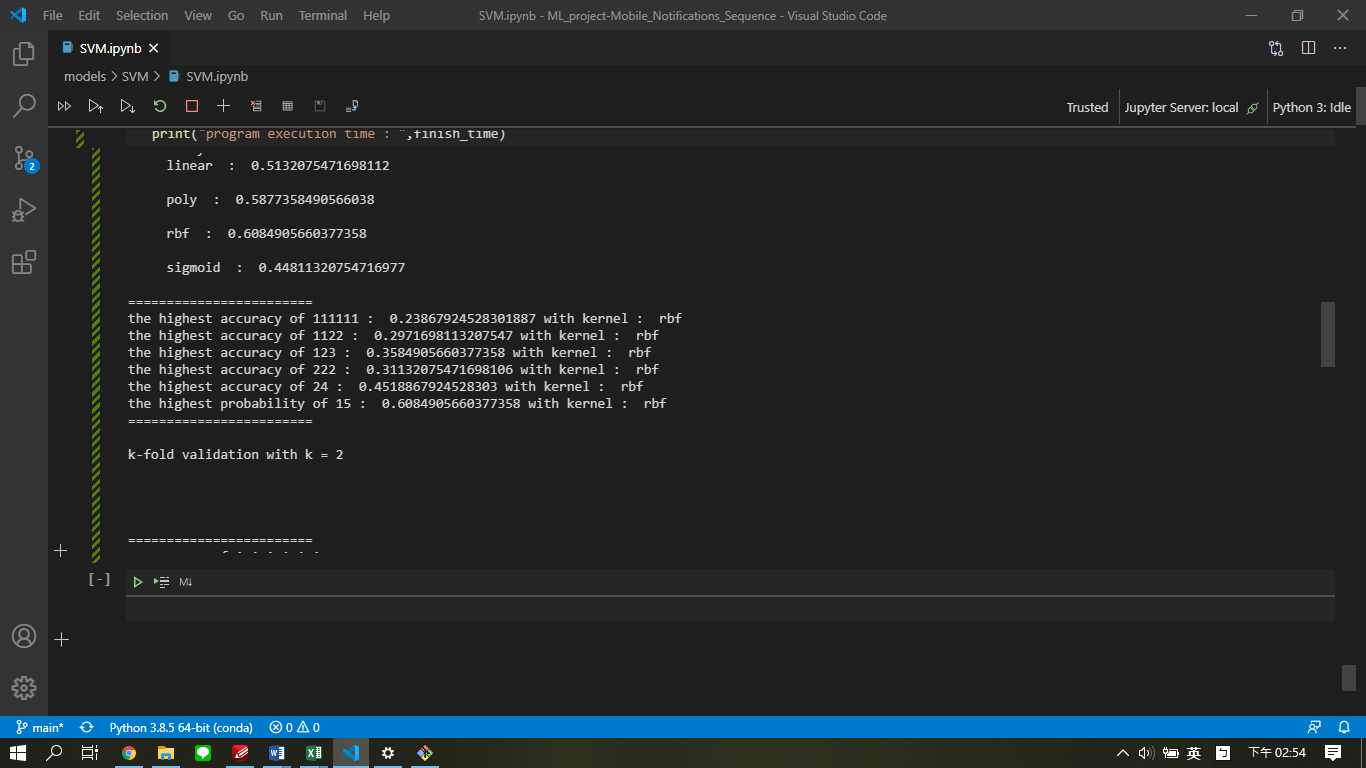 File Edit Selection View Go Run Terminal Help SVM.ipynb - ML_project-Mobile_Notifications_Sequence - Visual Studio Code
SVM.ipynb
models > SVM > SVM.ipynb
Trusted Jupyter Server: local Python 3: Idle
print("program execution time : ",finish_time)
linear : 0.5132075471698112
poly : 0.5877358490566038
rbf : 0.6084905660377358
sigmoid : 0.44811320754716977
========================
the highest accuracy of 111111 : 0.23867924528301887 with kernel : rbf
the highest accuracy of 1122 : 0.2971698113207547 with kernel : rbf
the highest accuracy of 123 : 0.3584905660377358 with kernel : rbf
the highest accuracy of 222 : 0.31132075471698106 with kernel : rbf
the highest accuracy of 24 : 0.4518867924528303 with kernel : rbf
the highest probability of 15 : 0.6084905660377358 with kernel : rbf
========================
k-fold validation with k = 2
========================
[-] M↓
2
main* Python 3.8.5 64-bit (conda) 0 0
英 下午 02:54